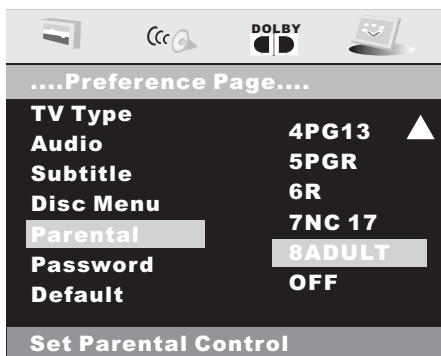 DOLBY
....Preference Page....
TV Type
Audio
Subtitle
Disc Menu
Parental
Password
Default
4PG13
5PGR
6R
7NC 17
8ADULT
OFF
Set Parental Control